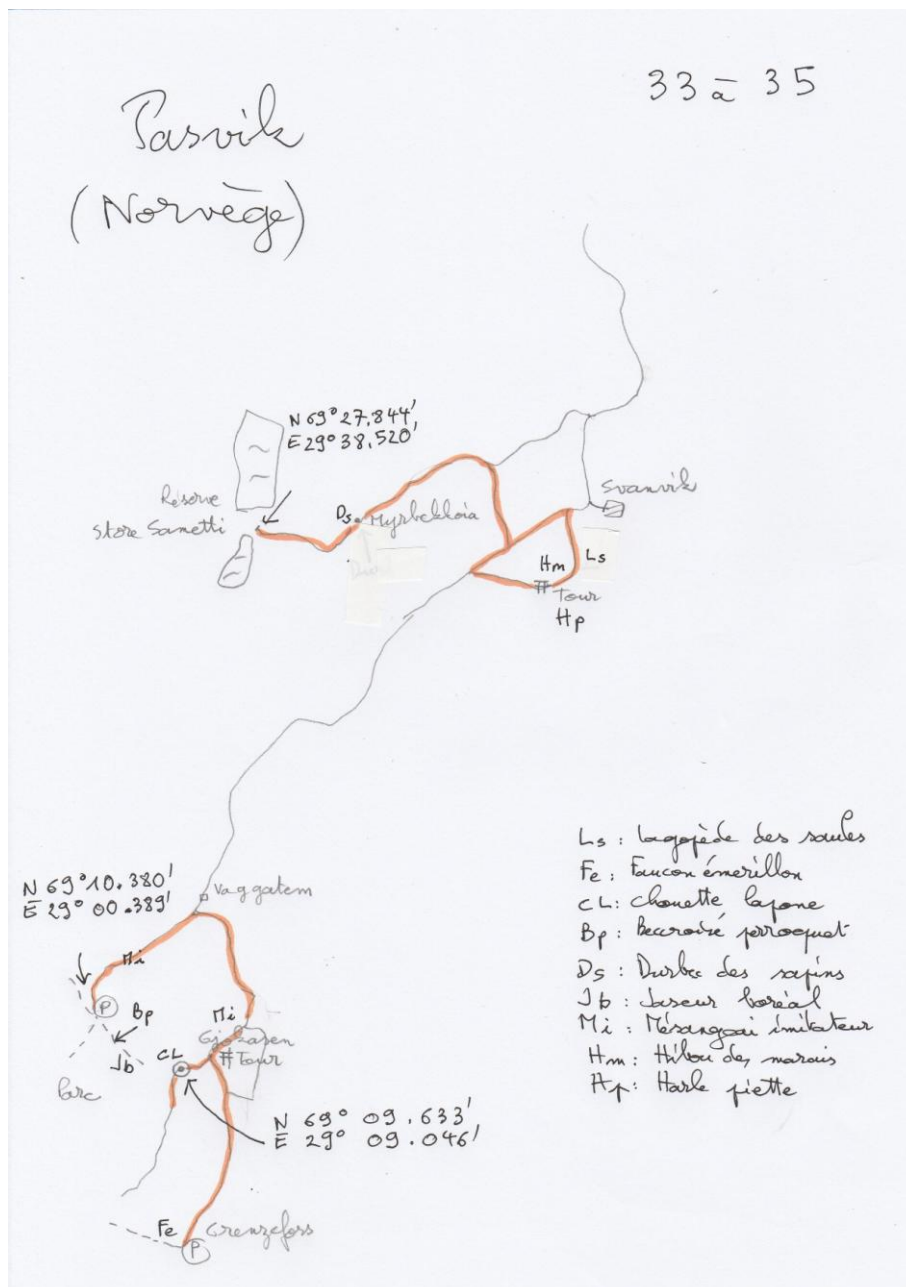 33 à 35
Pasvik
(Norvège)
N 69° 27.844'
E 29° 38.520'
Réserve
Store Sametti
Ds
Myrbekloia
Svanvik
Hm
Ls
Tour
Hp
Vaggatem
N 69° 10.380'
E 29° 00.389'
Mi
P
Bp
Jb
Parc
Mi
Gjøkåsen
Tour
CL
N 69° 09.633'
E 29° 09.046'
Fe
Grenzefoss
P
Ls : Lagopède des saules
Fe : Faucon émerillon
CL : Chouette lapone
Bp : Beccroisé perroquet
Ds : Durbec des sapins
Jb : Jaseur boréal
Mi : Mésangeai imitateur
Hm : Hibou des marais
Hp : Harle piette